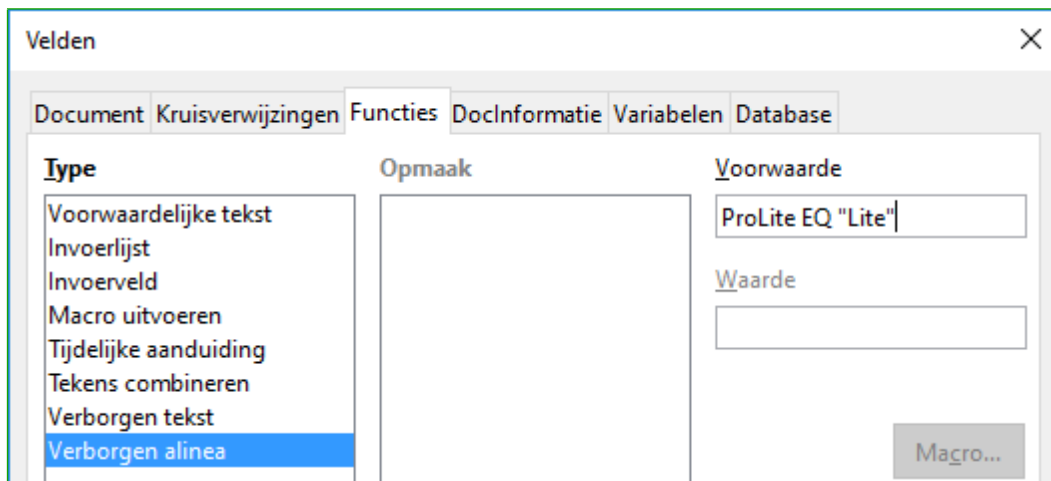 Velden
Document Kruisverwijzingen Functies DocInformatie Variabelen Database
Type
Voorwaardelijke tekst
Invoerlijst
Invoerveld
Macro uitvoeren
Tijdelijke aanduiding
Tekens combineren
Verborgen tekst
Verborgen alinea
Opmaak
Voorwaarde
ProLite EQ "Lite"
Waarde
Macro...